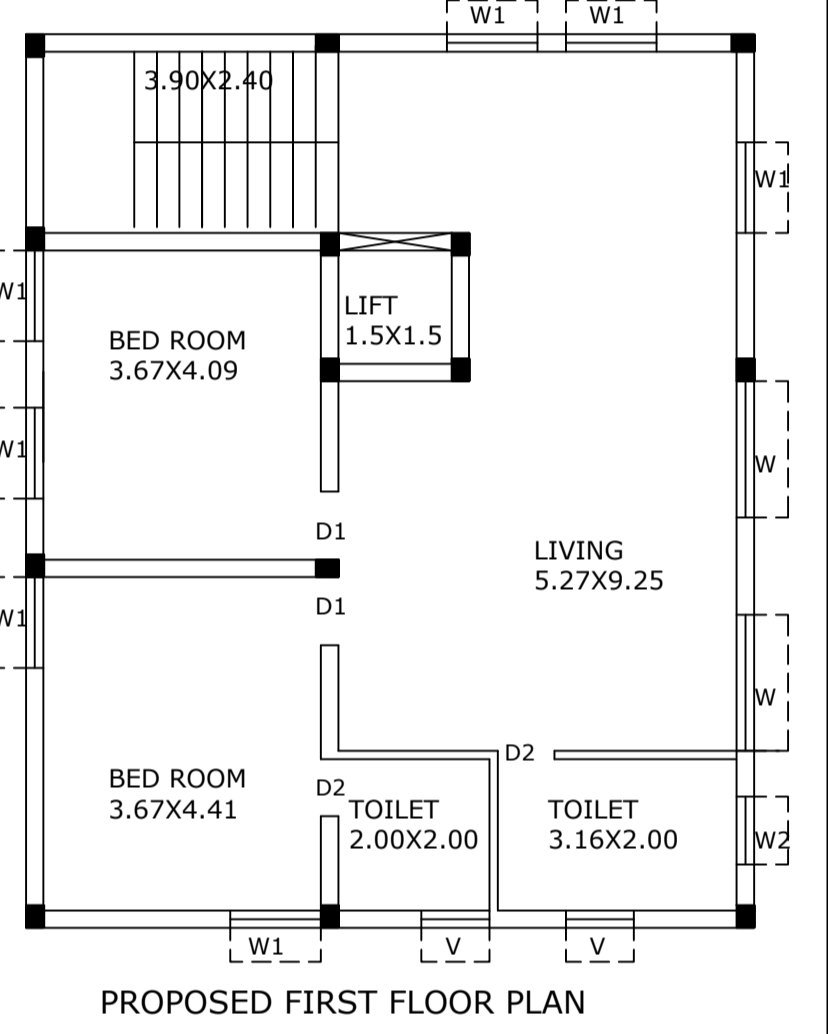 W1
W1
3.90X2.40
W1
W1
LIFT
1.5X1.5
BED ROOM
3.67X4.09
W1
W
D1
LIVING
5.27X9.25
D1
W1
W
D2
BED ROOM
3.67X4.41
D2
TOILET
2.00X2.00
TOILET
3.16X2.00
W2
W1
V
V
PROPOSED FIRST FLOOR PLAN